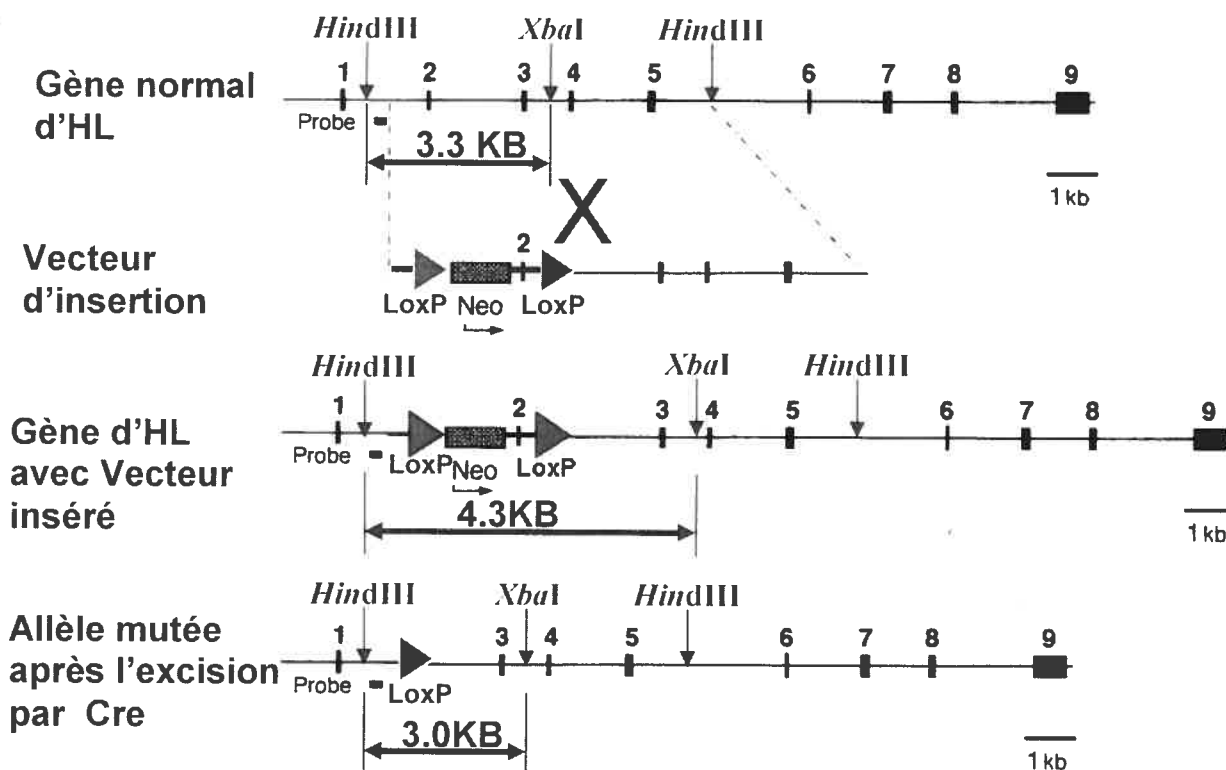 HindIII XbaI HindIII
Gène normal
d'HL
1 2 3 4 5 6 7 8 9
Probe
3.3 KB
1 kb
X
Vecteur
d'insertion
2
LoxP Neo LoxP
HindIII XbaI HindIII
Gène d'HL
avec Vecteur
inséré
1 2 3 4 5 6 7 8 9
Probe LoxP Neo LoxP
4.3KB
1 kb
HindIII XbaI HindIII
Allèle mutée
après l'excision
par Cre
1 3 4 5 6 7 8 9
Probe LoxP
3.0KB
1 kb